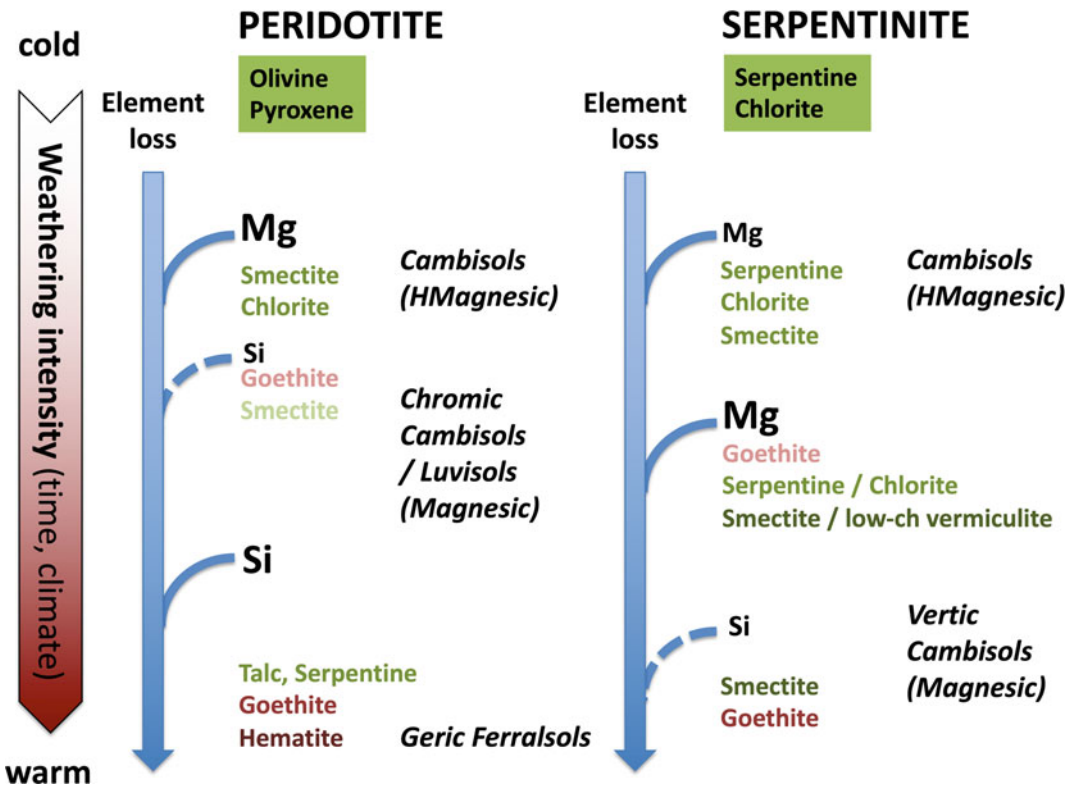 PERIDOTITE
SERPENTINITE
cold
Olivine
Pyroxene
Serpentine
Chlorite
Element
loss
Element
loss
Weathering intensity (time, climate)
Mg
Smectite
Chlorite
Cambisols
(HMagnesic)
Si
Goethite
Smectite
Chromic
Cambisols
/ Luvisols
(Magnesic)
Si
Talc, Serpentine
Goethite
Hematite
Geric Ferralsols
Mg
Serpentine
Chlorite
Smectite
Cambisols
(HMagnesic)
Mg
Goethite
Serpentine / Chlorite
Smectite / low-ch vermiculite
Si
Smectite
Goethite
Vertic
Cambisols
(Magnesic)
warm